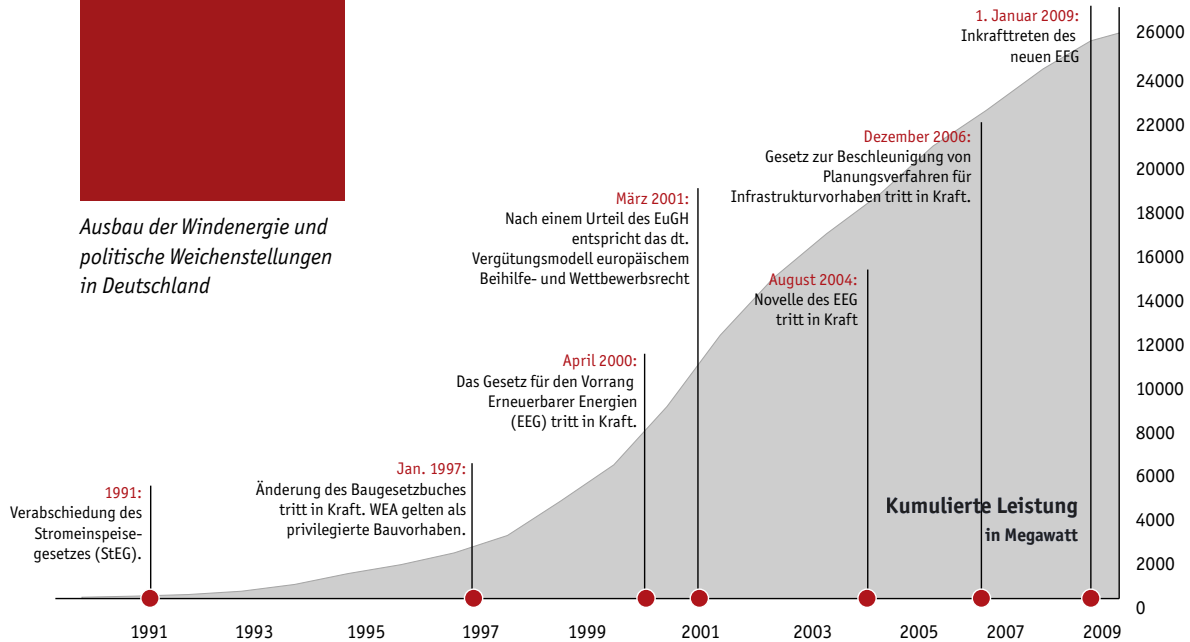 Ausbau der Windenergie und
politische Weichenstellungen
in Deutschland
1991:
Verabschiedung des
Stromeinspeise-
gesetzes (StEG).
Jan. 1997:
Änderung des Baugesetzbuches
tritt in Kraft. WEA gelten als
privilegierte Bauvorhaben.
April 2000:
Das Gesetz für den Vorrang
Erneuerbarer Energien
(EEG) tritt in Kraft.
März 2001:
Nach einem Urteil des EuGH
entspricht das dt.
Vergütungsmodell europäischem
Beihilfe- und Wettbewerbsrecht
August 2004:
Novelle des EEG
tritt in Kraft
Dezember 2006:
Gesetz zur Beschleunigung von
Planungsverfahren für
Infrastrukturvorhaben tritt in Kraft.
1. Januar 2009:
Inkrafttreten des
neuen EEG
Kumulierte Leistung
in Megawatt
26000
24000
22000
20000
18000
16000
14000
12000
10000
8000
6000
4000
2000
0
1991 1993 1995 1997 1999 2001 2003 2005 2007 2009